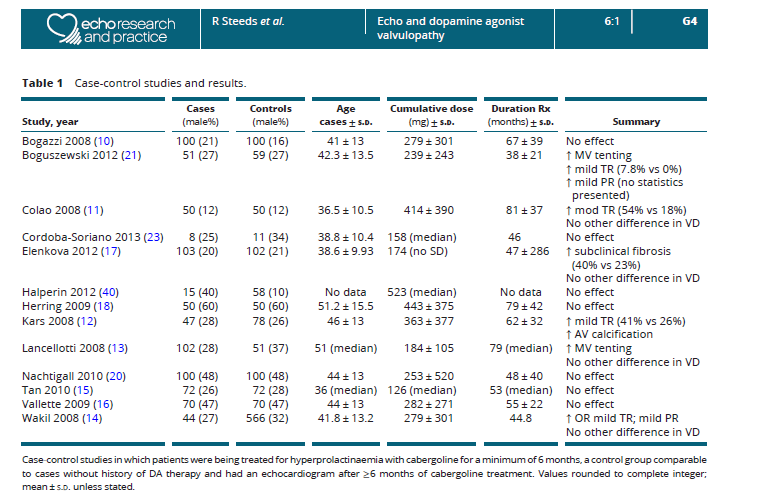 echoresearch and practice R Steeds et al. Echo and dopamine agonist valvulopathy 6:1 G4
Table 1 Case-control studies and results.
Study, year Cases (male%) Controls (male%) Age cases ± S.D. Cumulative dose (mg) ± S.D. Duration Rx (months) ± S.D. Summary
Bogazzi 2008 (10) 100 (21) 100 (16) 41 ± 13 279 ± 301 67 ± 39 No effect
Boguszewski 2012 (21) 51 (27) 59 (27) 42.3 ± 13.5 239 ± 243 38 ± 21 ↑ MV tenting
↑ mild TR (7.8% vs 0%)
↑ mild PR (no statistics
presented)
Colao 2008 (11) 50 (12) 50 (12) 36.5 ± 10.5 414 ± 390 81 ± 37 ↑ mod TR (54% vs 18%)
No other difference in VD
Cordoba-Soriano 2013 (23) 8 (25) 11 (34) 38.8 ± 10.4 158 (median) 46 No effect
Elenkova 2012 (17) 103 (20) 102 (21) 38.6 ± 9.93 174 (no SD) 47 ± 286 ↑ subclinical fibrosis
(40% vs 23%)
No other difference in VD
Halperin 2012 (40) 15 (40) 58 (10) No data 523 (median) No data No effect
Herring 2009 (18) 50 (60) 50 (60) 51.2 ± 15.5 443 ± 375 79 ± 42 No effect
Kars 2008 (12) 47 (28) 78 (26) 46 ± 13 363 ± 377 62 ± 32 ↑ mild TR (41% vs 26%)
↑ AV calcification
Lancellotti 2008 (13) 102 (28) 51 (37) 51 (median) 184 ± 105 79 (median) ↑ MV tenting
No other difference in VD
Nachtigall 2010 (20) 100 (48) 100 (48) 44 ± 13 253 ± 520 48 ± 40 No effect
Tan 2010 (15) 72 (26) 72 (28) 36 (median) 126 (median) 53 (median) No effect
Vallette 2009 (16) 70 (47) 70 (47) 44 ± 13 282 ± 271 55 ± 22 No effect
Wakil 2008 (14) 44 (27) 566 (32) 41.8 ± 13.2 279 ± 301 44.8 ↑ OR mild TR; mild PR
No other difference in VD
Case-control studies in which patients were being treated for hyperprolactinaemia with cabergoline for a minimum of 6 months, a control group comparable
to cases without history of DA therapy and had an echocardiogram after ≥6 months of cabergoline treatment. Values rounded to complete integer;
mean ± S.D. unless stated.